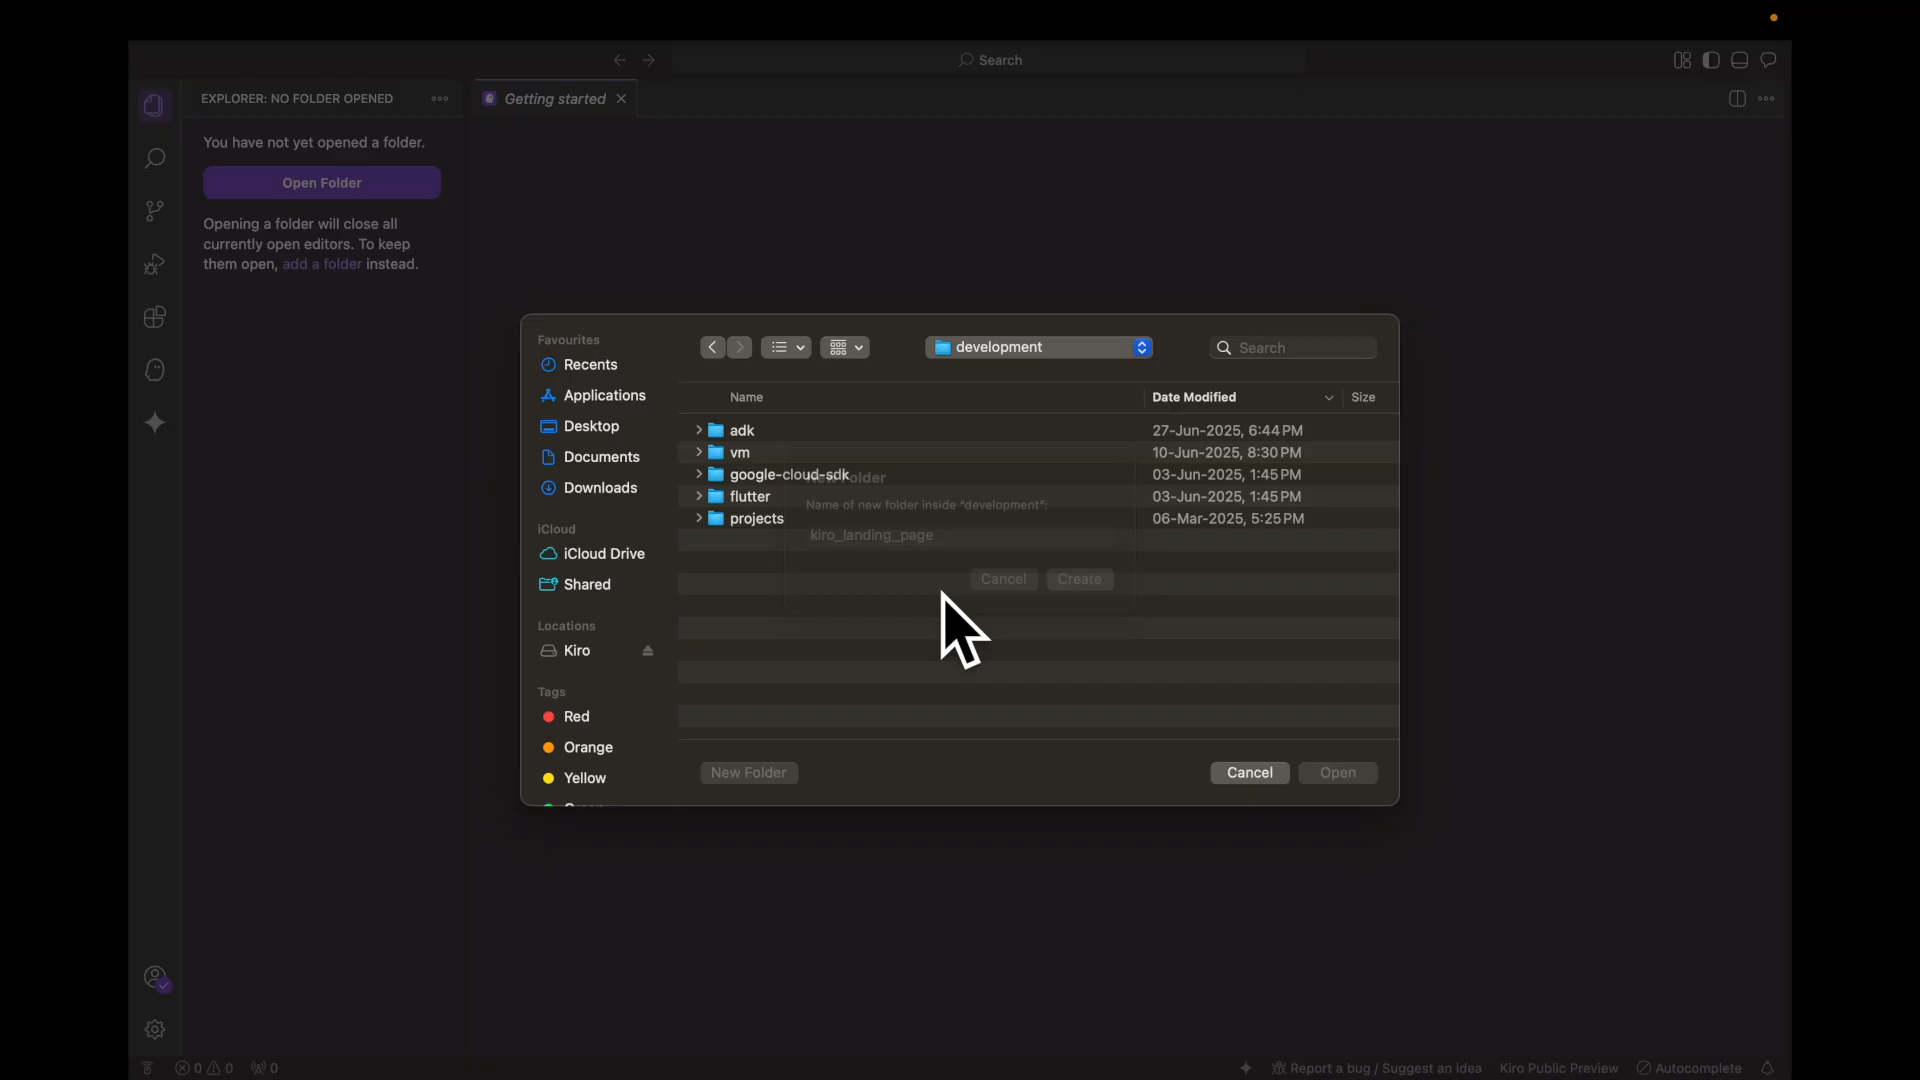 Search
EXPLORER: NO FOLDER OPENED
Getting started
You have not yet opened a folder.
Open Folder
Opening a folder will close all
currently open editors. To keep
them open, add a folder instead.
Favourites
Recents
Applications
Desktop
Documents
Downloads
iCloud
iCloud Drive
Shared
Locations
Kiro
Tags
Red
Orange
Yellow
development
Search
Name Date Modified Size
adk 27-Jun-2025, 6:44 PM
vm 10-Jun-2025, 8:30 PM
google-cloud-sdk 03-Jun-2025, 1:45 PM
flutter 03-Jun-2025, 1:45 PM
projects 06-Mar-2025, 5:25 PM
New Folder
Name of new folder inside "development":
kiro_landing_page
Cancel Create
New Folder Cancel Open
0 0 0
Report a bug / Suggest an idea Kiro Public Preview Autocomplete